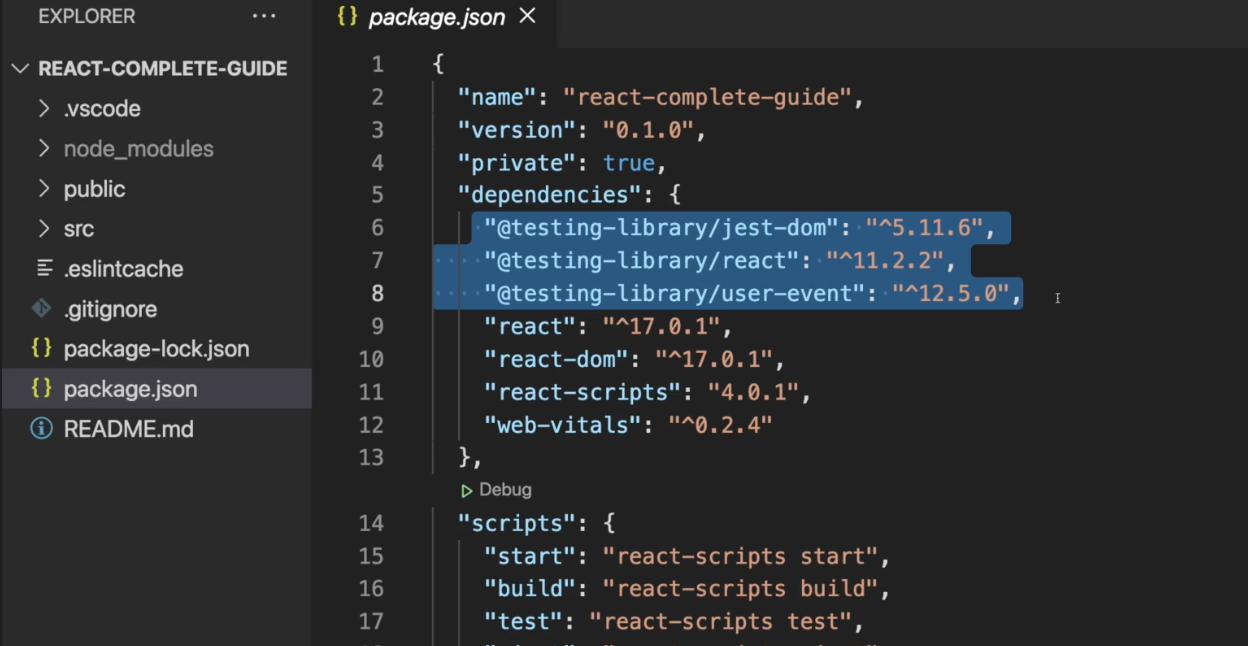 EXPLORER ...
REACT-COMPLETE-GUIDE
.vscode
node_modules
public
src
.eslintcache
.gitignore
{} package-lock.json
{} package.json
README.md
{} package.json ×
1 {
2 "name": "react-complete-guide",
3 "version": "0.1.0",
4 "private": true,
5 "dependencies": {
6 "@testing-library/jest-dom": "^5.11.6",
7 "@testing-library/react": "^11.2.2",
8 "@testing-library/user-event": "^12.5.0",
9 "react": "^17.0.1",
10 "react-dom": "^17.0.1",
11 "react-scripts": "4.0.1",
12 "web-vitals": "^0.2.4"
13 },
Debug
14 "scripts": {
15 "start": "react-scripts start",
16 "build": "react-scripts build",
17 "test": "react-scripts test",